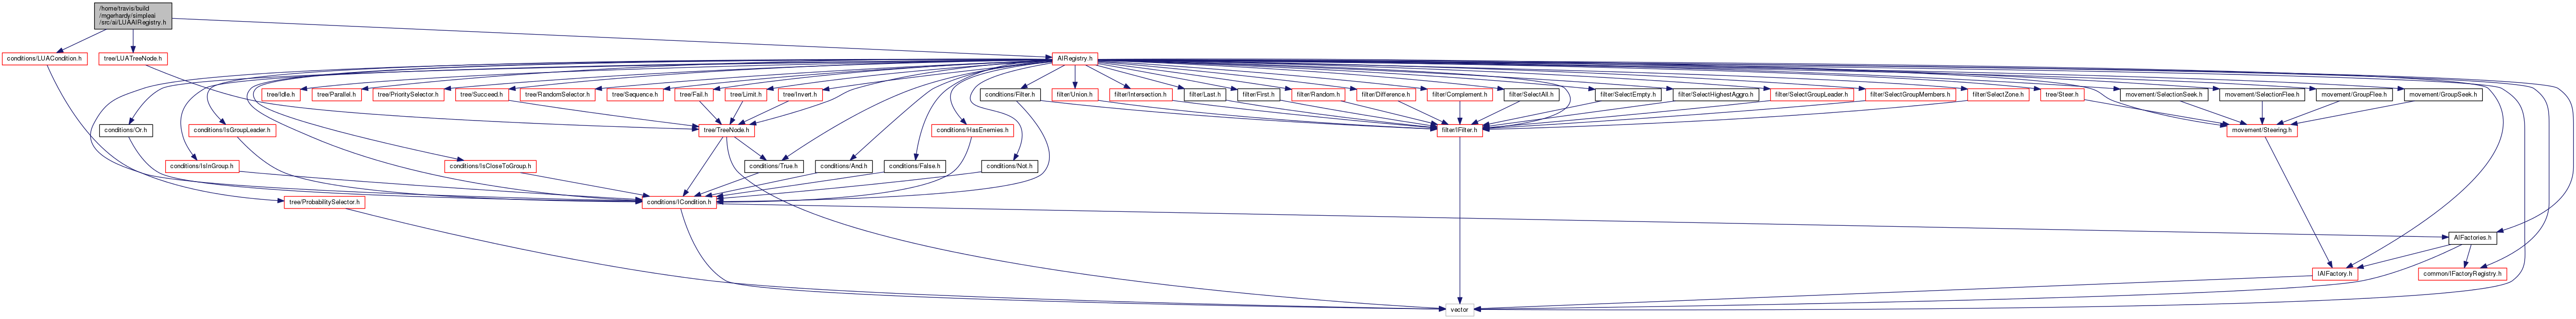 /home/travis/build
/mgerhardy/simpleai
/src/ai/LUAAIRegistry.h
conditions/LUACondition.h
tree/LUATreeNode.h
AIRegistry.h
tree/Idle.h
tree/Parallel.h
tree/PrioritySelector.h
tree/Succeed.h
tree/RandomSelector.h
tree/Sequence.h
tree/Fail.h
tree/Limit.h
tree/Invert.h
conditions/Filter.h
filter/Union.h
filter/Intersection.h
filter/Last.h
filter/First.h
filter/Random.h
filter/Difference.h
filter/Complement.h
filter/SelectAll.h
filter/SelectEmpty.h
filter/SelectHighestAggro.h
filter/SelectGroupLeader.h
filter/SelectGroupMembers.h
filter/SelectZone.h
tree/Steer.h
movement/SelectionSeek.h
movement/SelectionFlee.h
movement/GroupFlee.h
movement/GroupSeek.h
conditions/Or.h
conditions/IsGroupLeader.h
tree/TreeNode.h
conditions/HasEnemies.h
filter/IFilter.h
movement/Steering.h
conditions/IsInGroup.h
conditions/IsCloseToGroup.h
conditions/True.h
conditions/And.h
conditions/False.h
conditions/Not.h
tree/ProbabilitySelector.h
conditions/ICondition.h
AIFactories.h
IAIFactory.h
common/IFactoryRegistry.h
vector